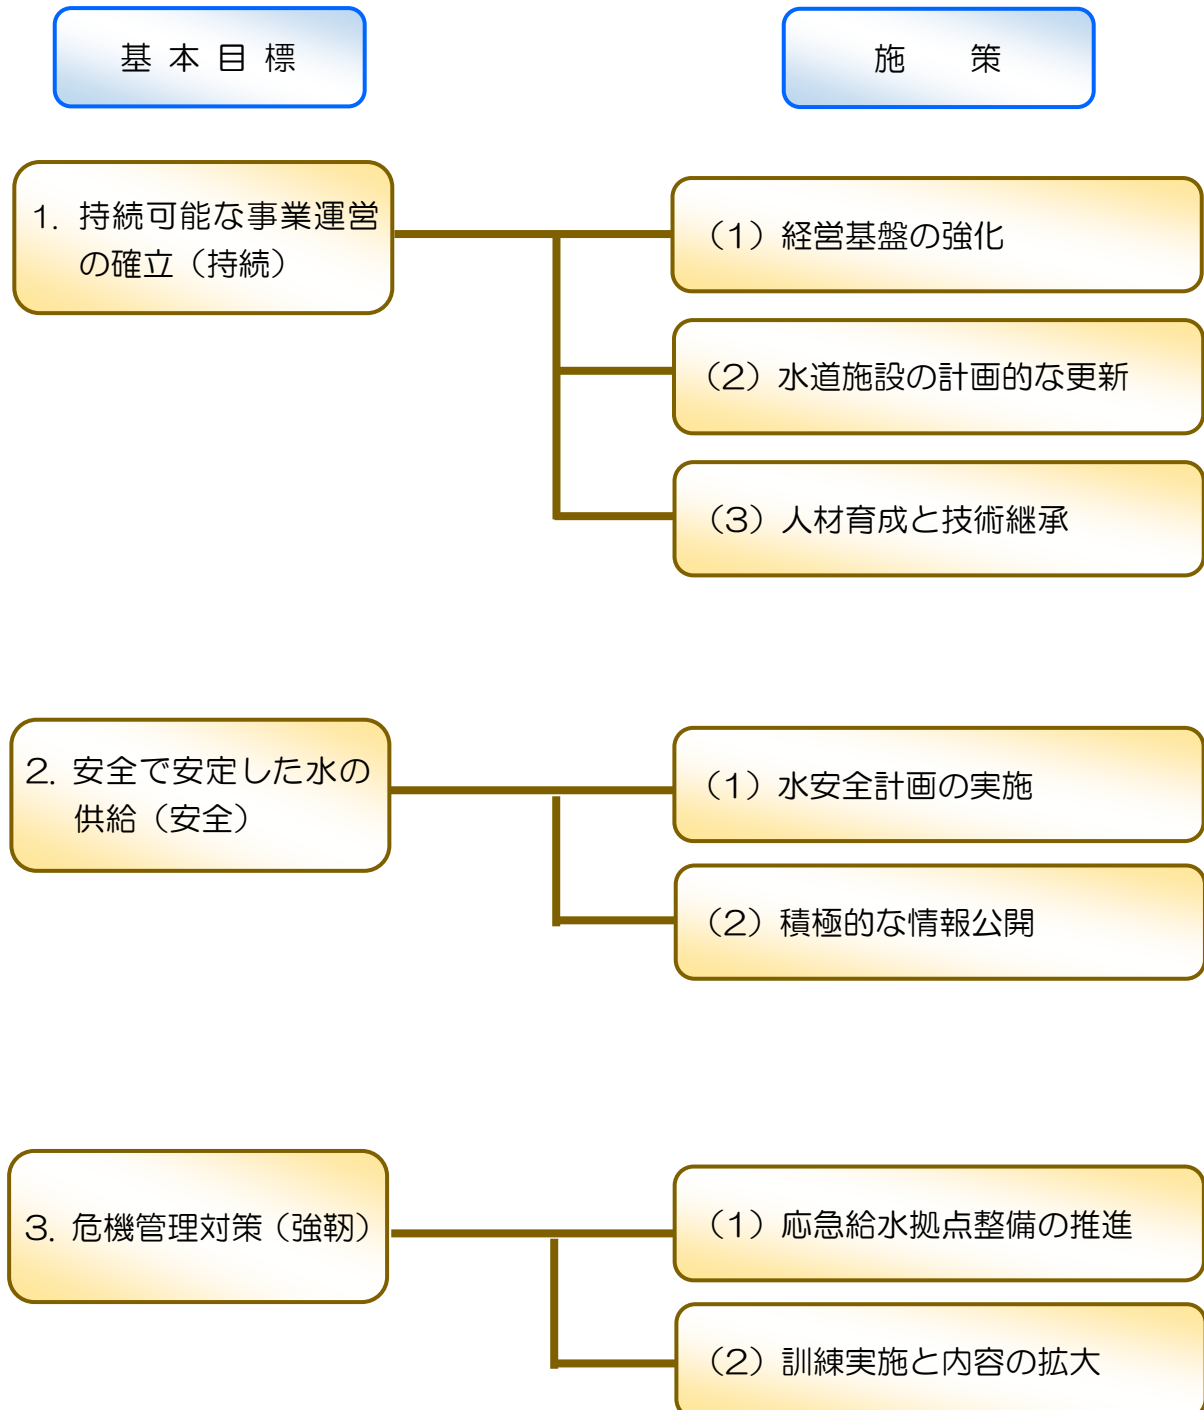 基本目標
施策
1. 持続可能な事業運営
の確立（持続）
（1）経営基盤の強化
（2）水道施設の計画的な更新
（3）人材育成と技術継承
2. 安全で安定した水の
供給（安全）
（1）水安全計画の実施
（2）積極的な情報公開
3. 危機管理対策（強靭）
（1）応急給水拠点整備の推進
（2）訓練実施と内容の拡大